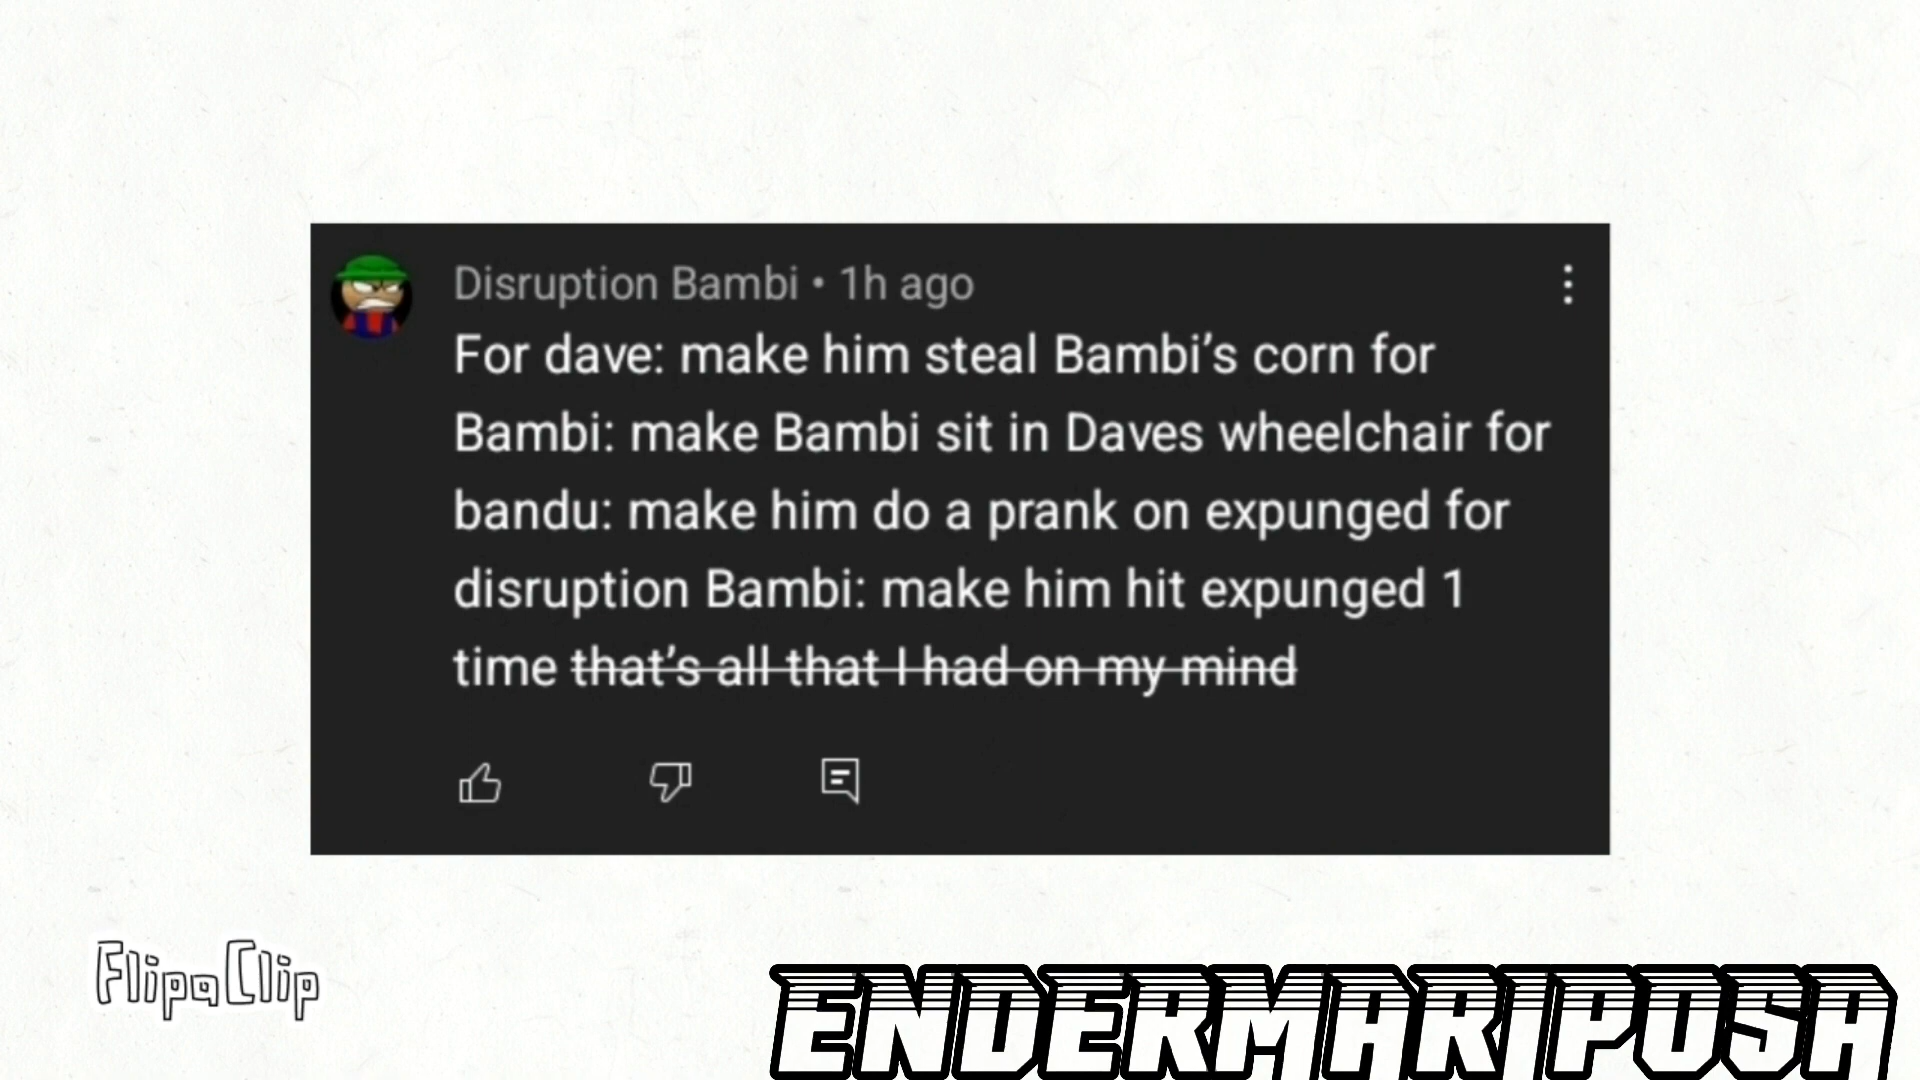 Disruption Bambi • 1h ago
For dave: make him steal Bambi’s corn for
Bambi: make Bambi sit in Daves wheelchair for
bandu: make him do a prank on expunged for
disruption Bambi: make him hit expunged 1
time that’s all that I had on my mind
FlipaClip
ENDERMARIPOSA